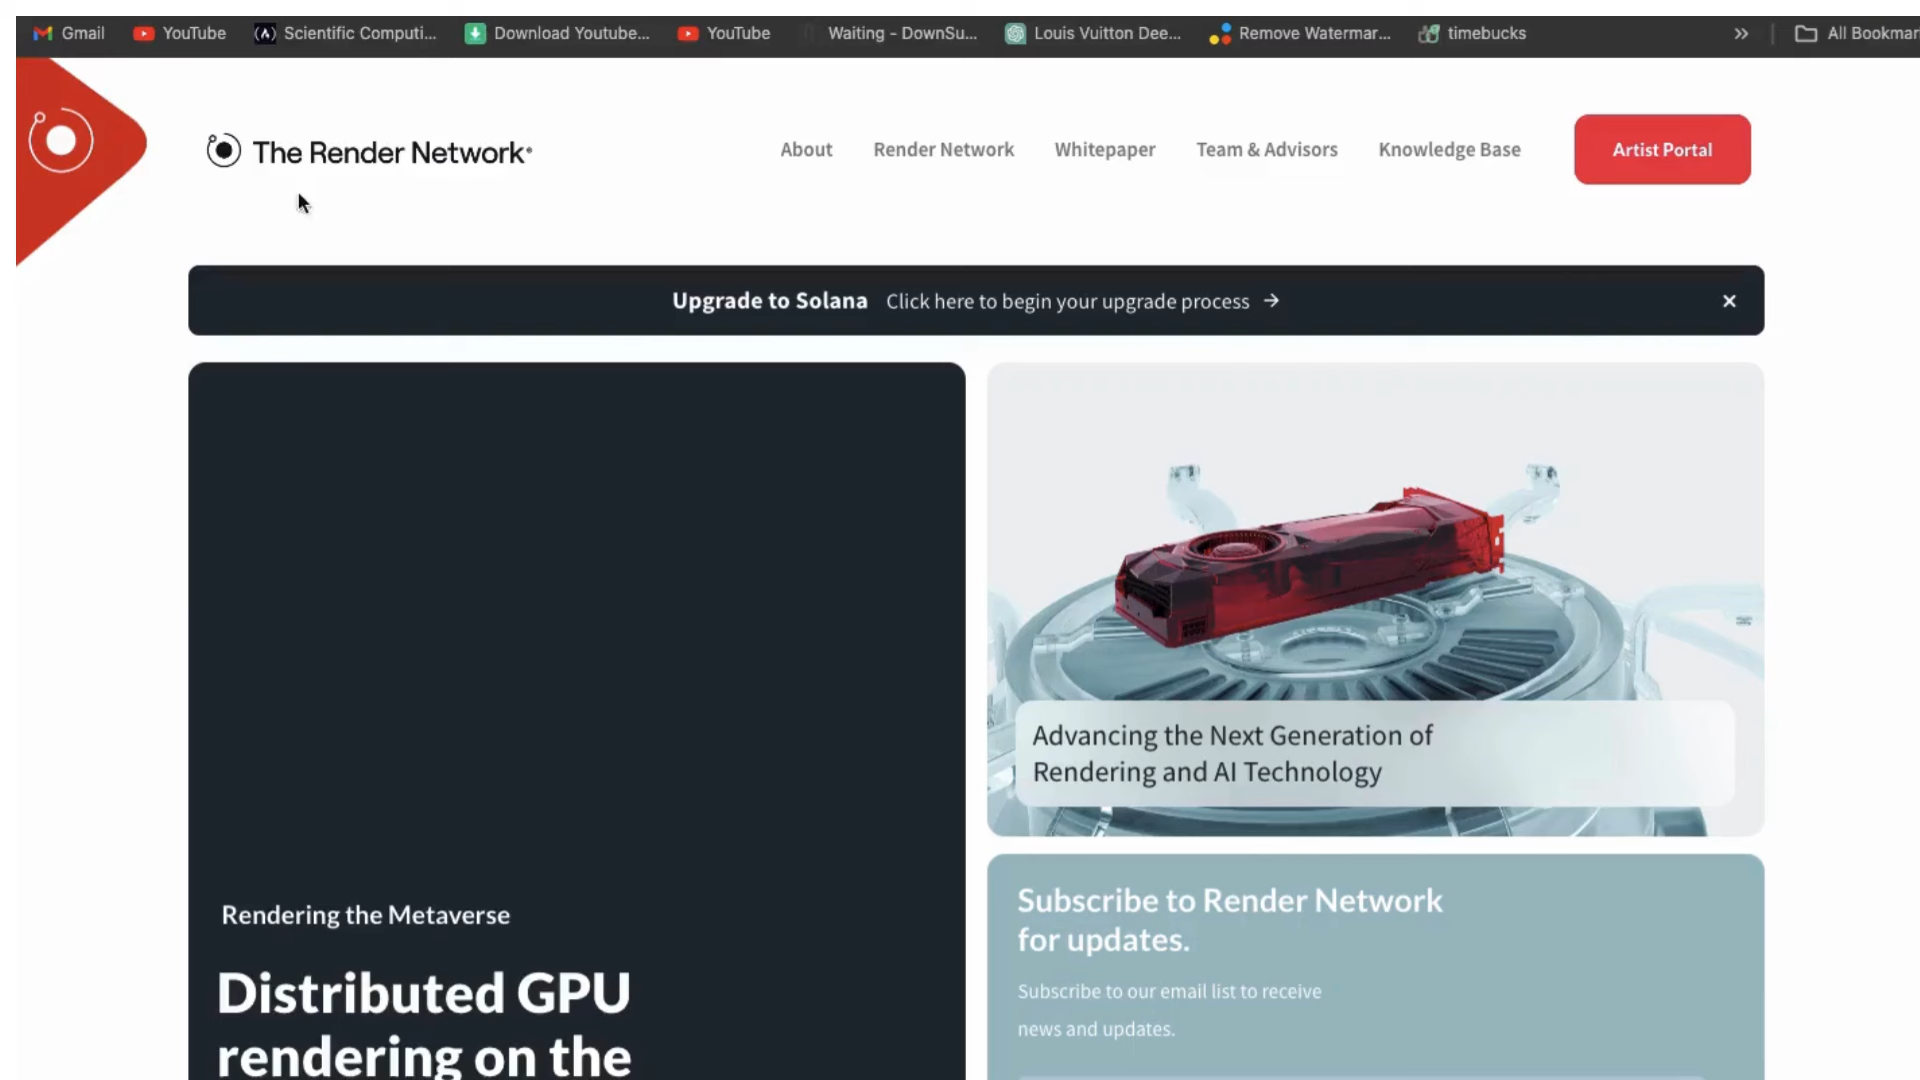 Gmail YouTube Scientific Computi... Download Youtube... YouTube Waiting - DownSu... Louis Vuitton Dee... Remove Watermar... timebucks » All Bookmar
The Render Network
About Render Network Whitepaper Team & Advisors Knowledge Base Artist Portal
Upgrade to Solana Click here to begin your upgrade process →
Advancing the Next Generation of
Rendering and AI Technology
Rendering the Metaverse
Distributed GPU
rendering on the
Subscribe to Render Network
for updates.
Subscribe to our email list to receive
news and updates.